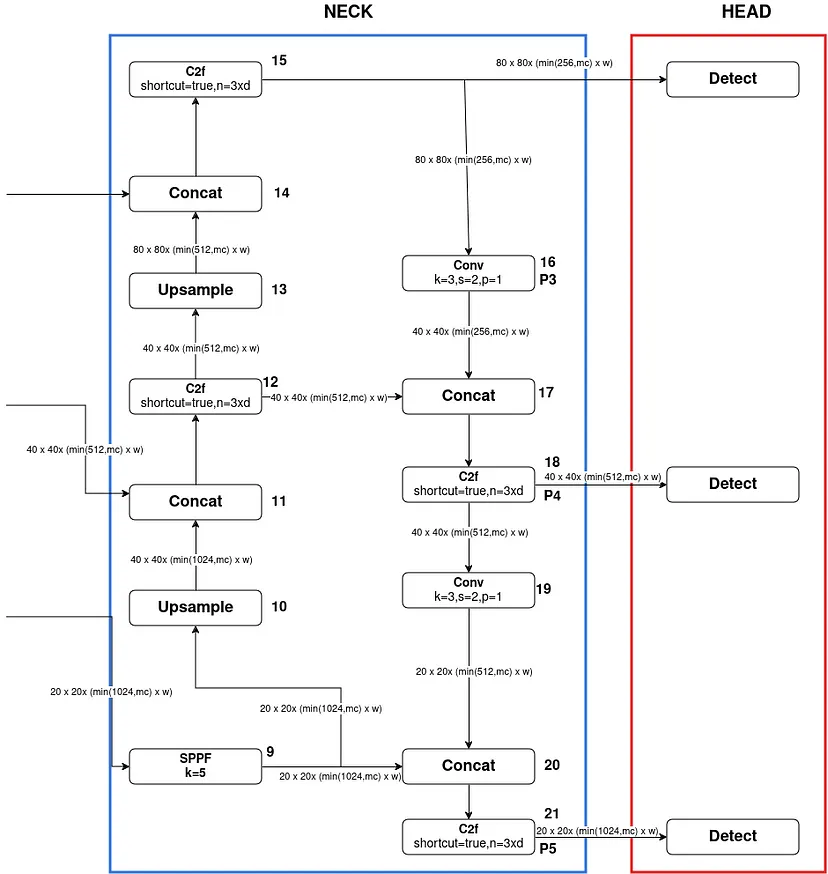 NECK
HEAD
15
C2f
shortcut=true,n=3xd
80 x 80x (min(256,mc) x w)
Detect
80 x 80x (min(256,mc) x w)
Concat
14
80 x 80x (min(512,mc) x w)
16
Conv
k=3,s=2,p=1
P3
Upsample
13
40 x 40x (min(256,mc) x w)
40 x 40x (min(512,mc) x w)
12
C2f
shortcut=true,n=3xd
40 x 40x (min(512,mc) x w)
Concat
17
40 x 40x (min(512,mc) x w)
18
C2f
shortcut=true,n=3xd
P4
40 x 40x (min(512,mc) x w)
Detect
Concat
11
40 x 40x (min(512,mc) x w)
40 x 40x (min(1024,mc) x w)
Conv
k=3,s=2,p=1
19
Upsample
10
20 x 20x (min(512,mc) x w)
20 x 20x (min(1024,mc) x w)
20 x 20x (min(1024,mc) x w)
9
SPPF
k=5
20 x 20x (min(1024,mc) x w)
Concat
20
21
C2f
shortcut=true,n=3xd
P5
20 x 20x (min(1024,mc) x w)
Detect